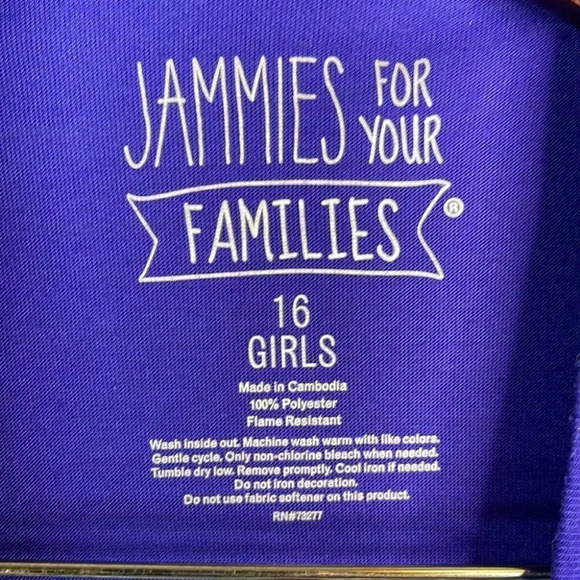 JAMMIES FOR YOUR
FAMILIES®
16
GIRLS
Made in Cambodia
100% Polyester
Flame Resistant
Wash inside out. Machine wash warm with like colors.
Gentle cycle. Only non-chlorine bleach when needed.
Tumble dry low. Remove promptly. Cool iron if needed.
Do not iron decoration.
Do not use fabric softener on this product.
RN#73277